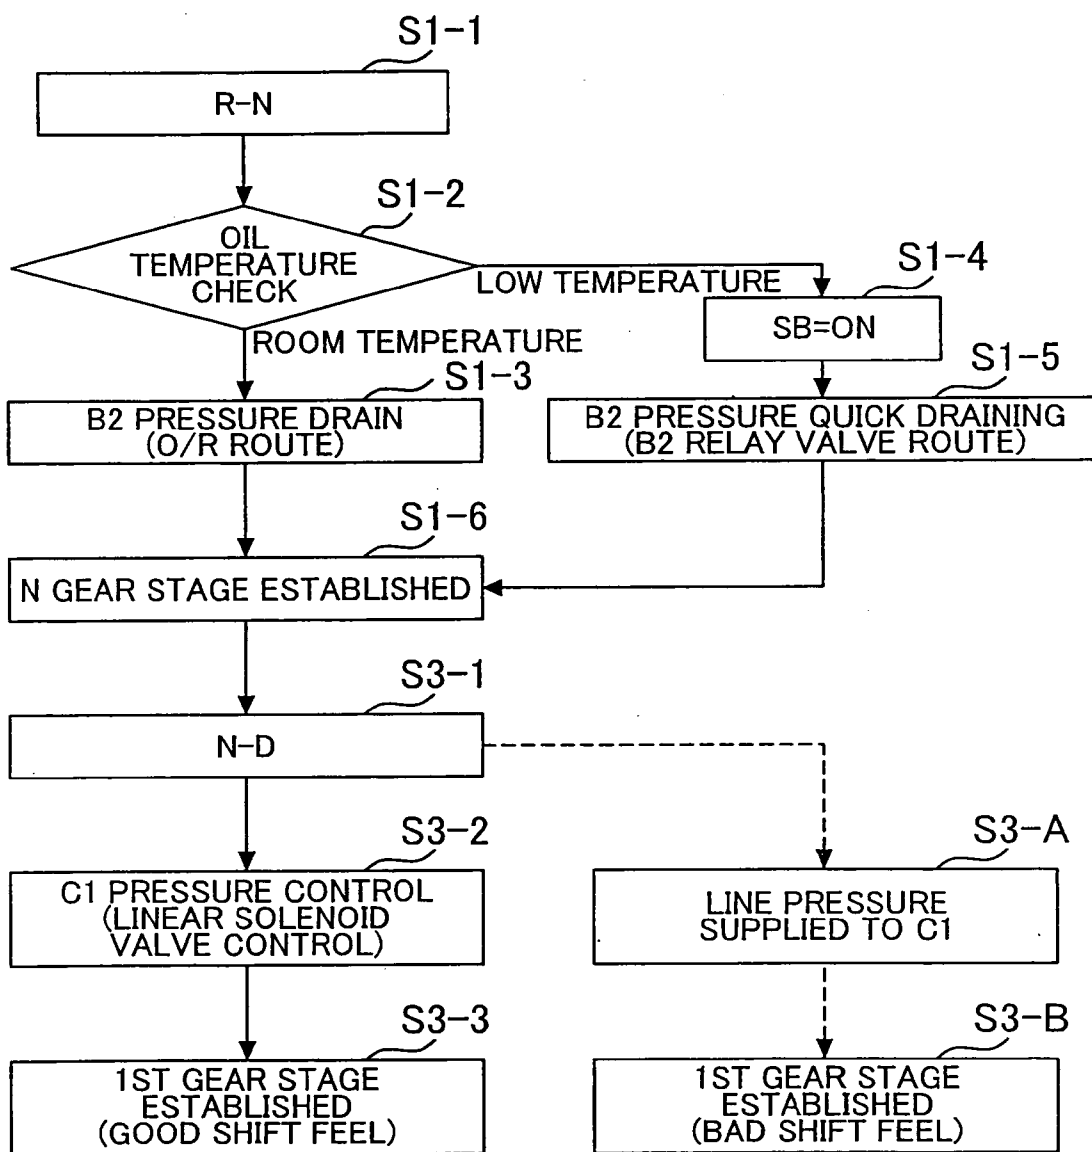 S1-1
R-N
S1-2
OIL
TEMPERATURE
CHECK
LOW TEMPERATURE
S1-4
SB=ON
ROOM TEMPERATURE
S1-3
B2 PRESSURE DRAIN
(O/R ROUTE)
S1-5
B2 PRESSURE QUICK DRAINING
(B2 RELAY VALVE ROUTE)
S1-6
N GEAR STAGE ESTABLISHED
S3-1
N-D
S3-2
C1 PRESSURE CONTROL
(LINEAR SOLENOID
VALVE CONTROL)
S3-A
LINE PRESSURE
SUPPLIED TO C1
S3-3
1ST GEAR STAGE
ESTABLISHED
(GOOD SHIFT FEEL)
S3-B
1ST GEAR STAGE
ESTABLISHED
(BAD SHIFT FEEL)